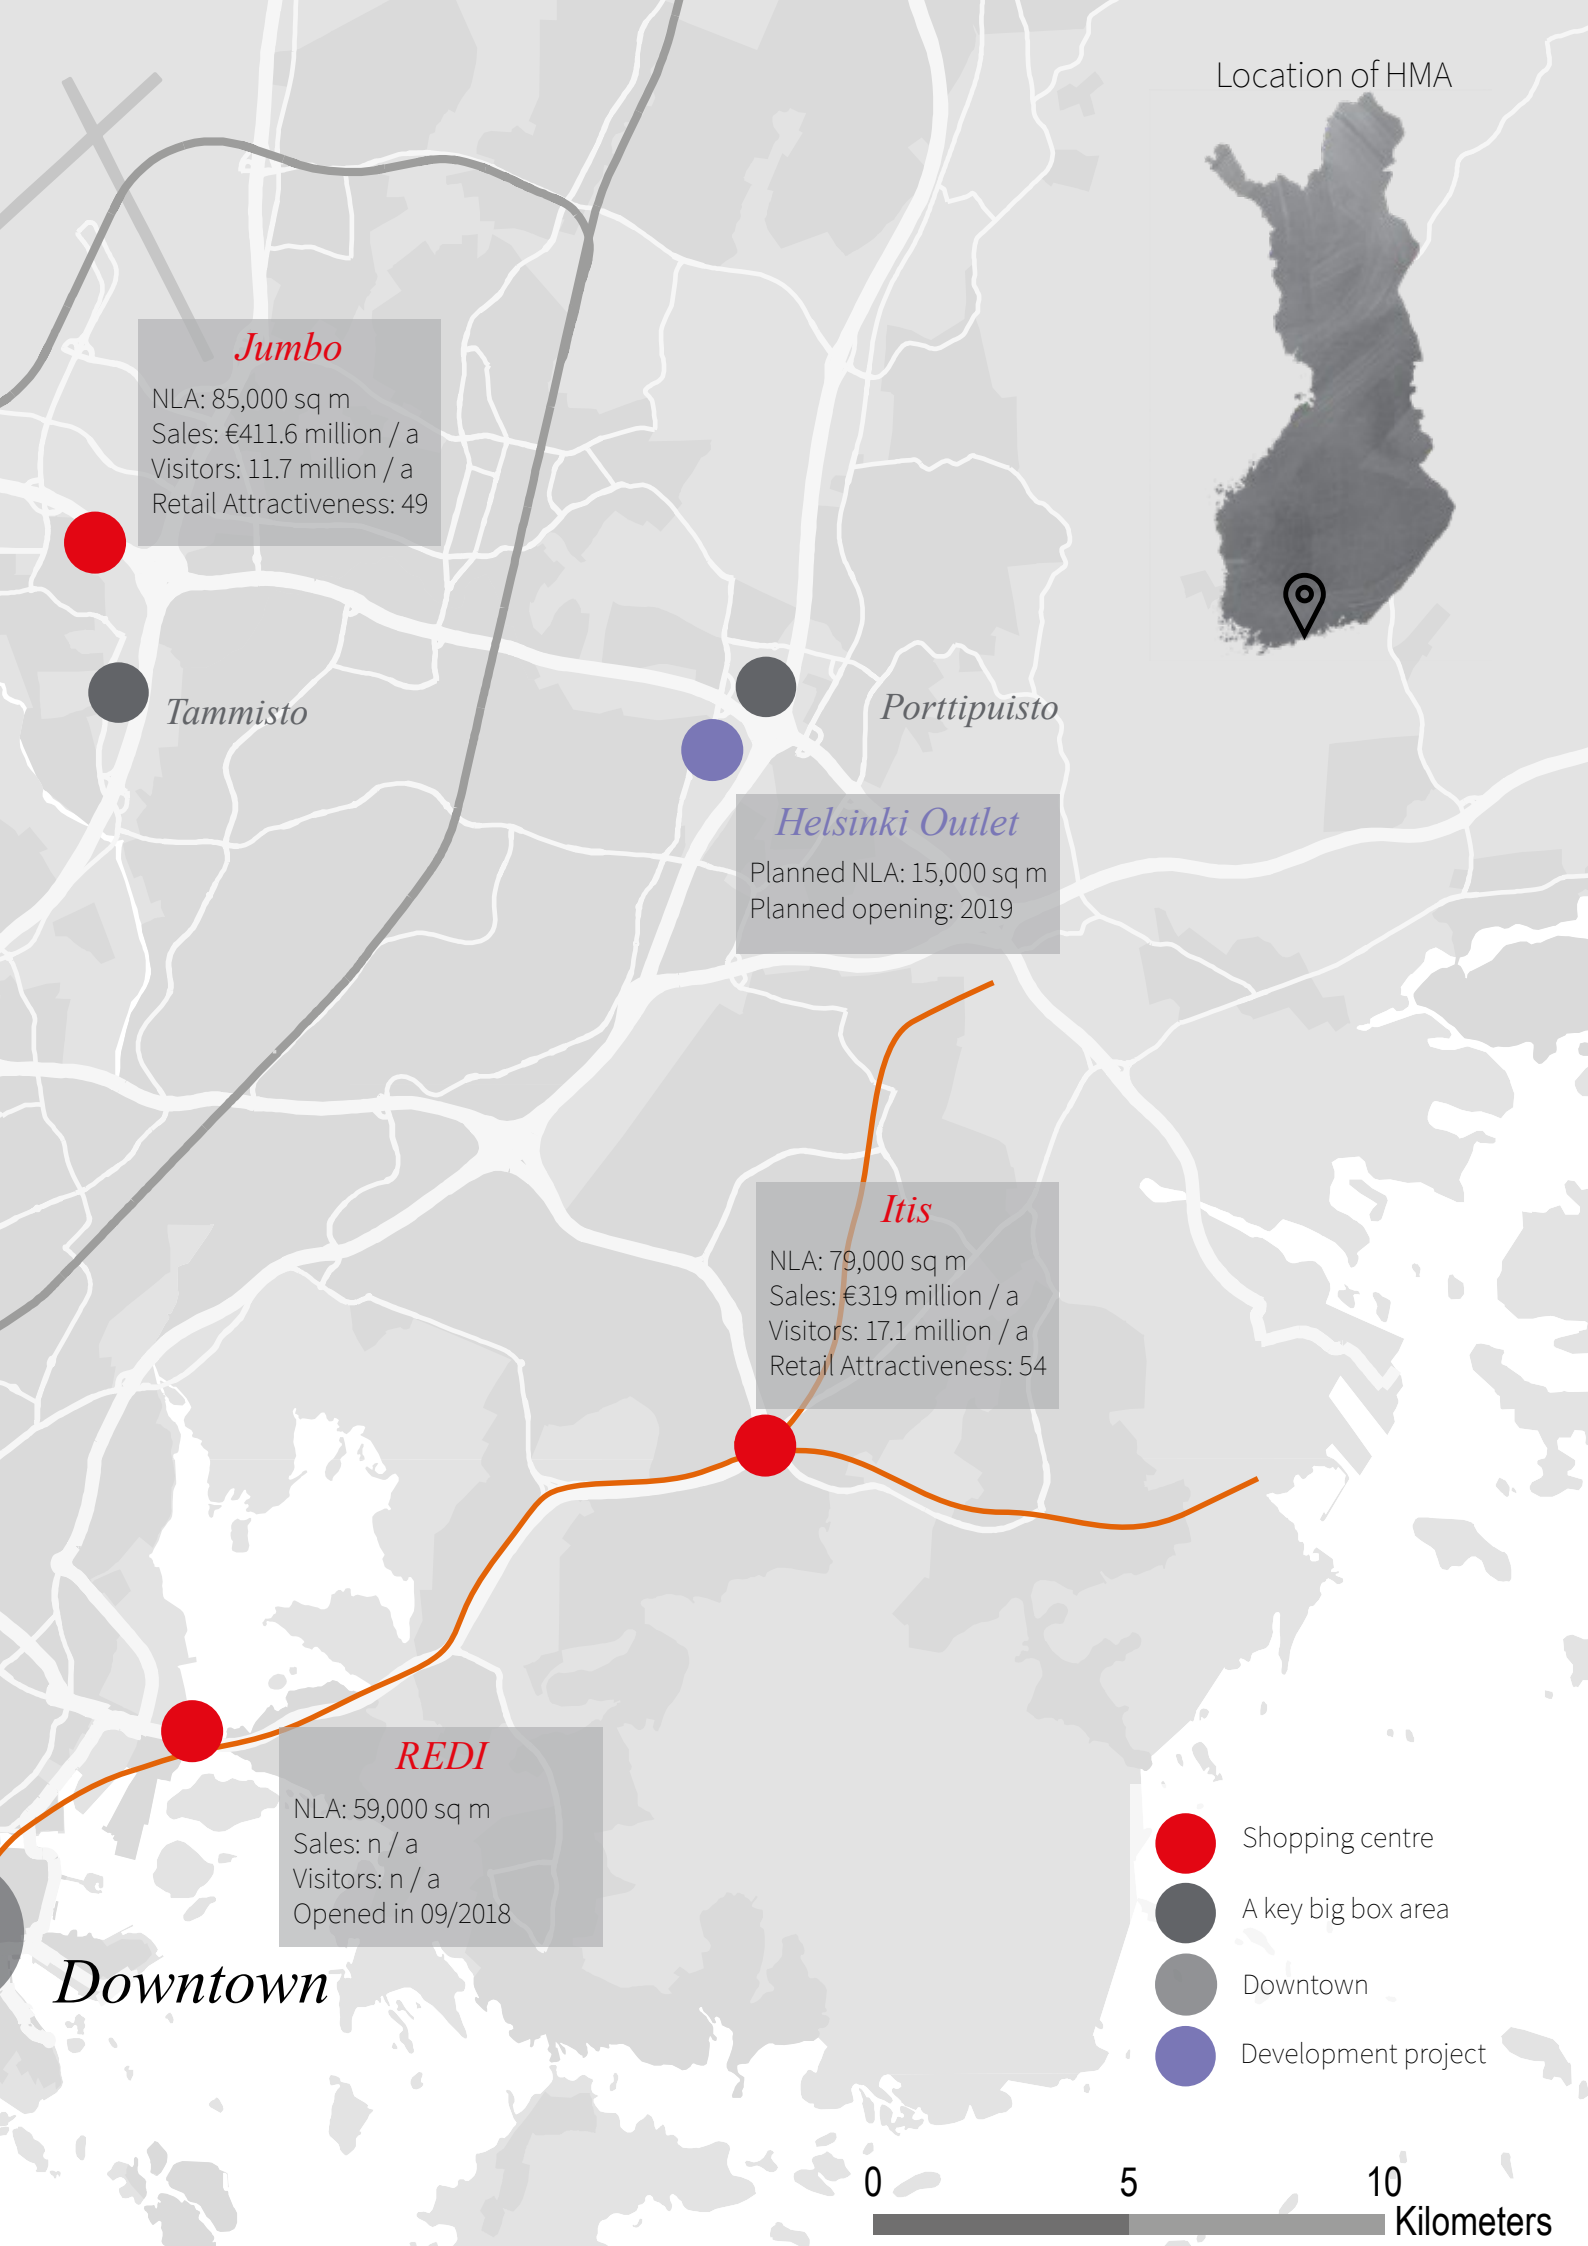 Location of HMA
Jumbo
NLA: 85,000 sq m
Sales: €411.6 million / a
Visitors: 11.7 million / a
Retail Attractiveness: 49
Tammisto
Porttipuisto
Helsinki Outlet
Planned NLA: 15,000 sq m
Planned opening: 2019
Itis
NLA: 79,000 sq m
Sales: €319 million / a
Visitors: 17.1 million / a
Retail Attractiveness: 54
REDI
NLA: 59,000 sq m
Sales: n / a
Visitors: n / a
Opened in 09/2018
Downtown
Shopping centre
A key big box area
Downtown
Development project
0 5 10
Kilometers